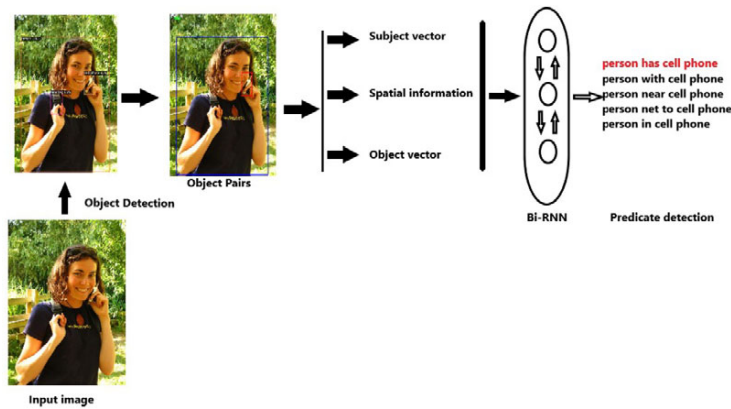 Subject vector
Spatial information
Object vector
person has cell phone
person with cell phone
person near cell phone
person net to cell phone
person in cell phone
Object Pairs
Object Detection
Bi-RNN
Predicate detection
Input image